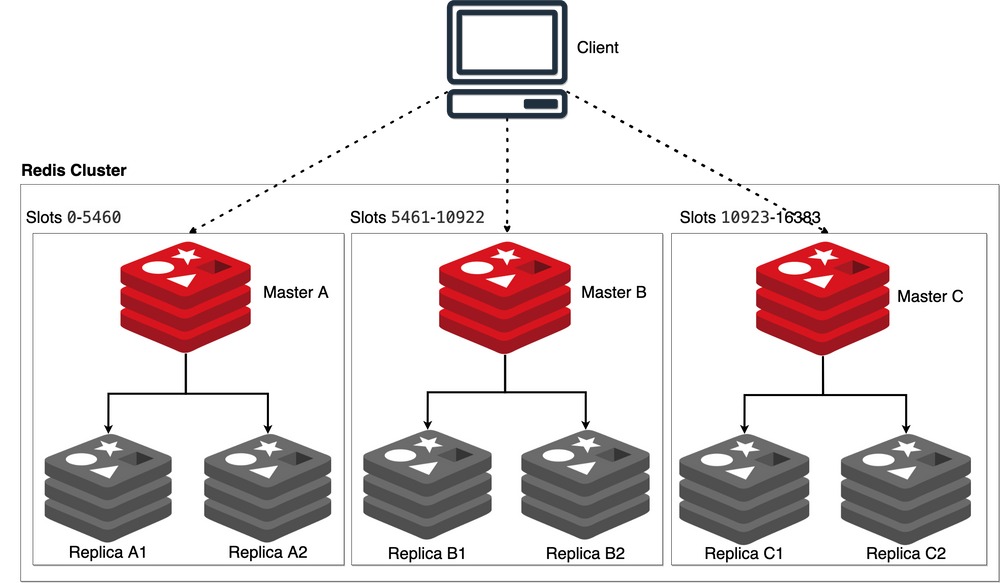 Client
Redis Cluster
Slots 0-5460
Slots 5461-10922
Slots 10923-16383
Master A
Master B
Master C
Replica A1
Replica A2
Replica B1
Replica B2
Replica C1
Replica C2